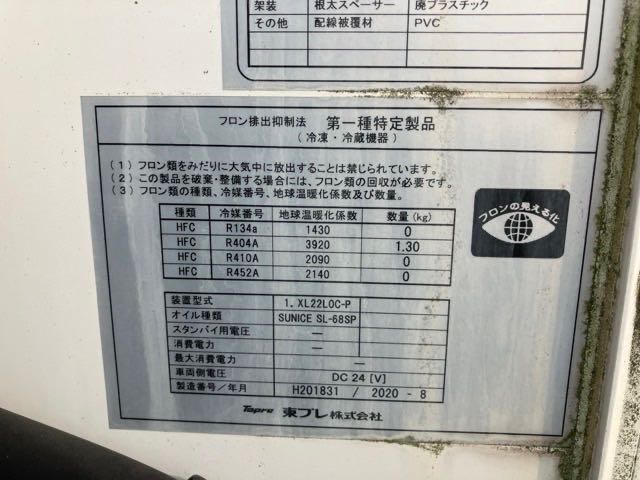 架装 根太スペーサー 廃プラスチック
その他 配線被覆材 PVC
フロン排出抑制法 第一種特定製品
(冷凍・冷蔵機器)
(1) フロン類をみだりに大気中に放出することは禁じられています。
(2) この製品を破棄・整備する場合には、フロン類の回収が必要です。
(3) フロン類の種類、冷媒番号、地球温暖化係数及び数量。
種類 冷媒番号 地球温暖化係数 数量(kg)
HFC R134a 1430 0
HFC R404A 3920 1.30
HFC R410A 2090 0
HFC R452A 2140 0
フロンの見える化
装置型式 1. XL22LOC-P
オイル種類 SUNICE SL-68SP
スタンバイ用電圧 —
消費電力 —
最大消費電力 —
車両側電圧 DC 24 [V]
製造番号/年月 H201831 / 2020 - 8
Topre 東プレ株式会社